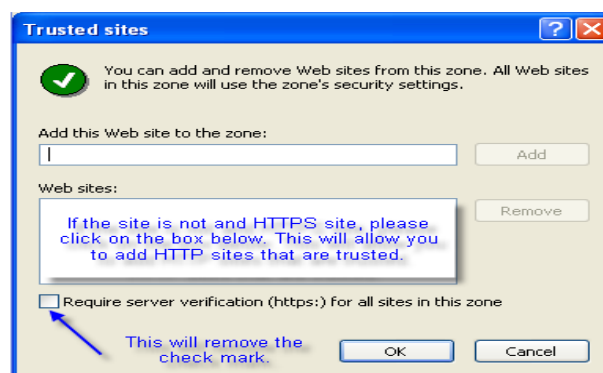 Trusted sites
You can add and remove Web sites from this zone. All Web sites
in this zone will use the zone's security settings.
Add this Web site to the zone:
Add
Web sites:
Remove
If the site is not and HTTPS site, please
click on the box below. This will allow you
to add HTTP sites that are trusted.
Require server verification (https:) for all sites in this zone
This will remove the
check mark.
OK
Cancel